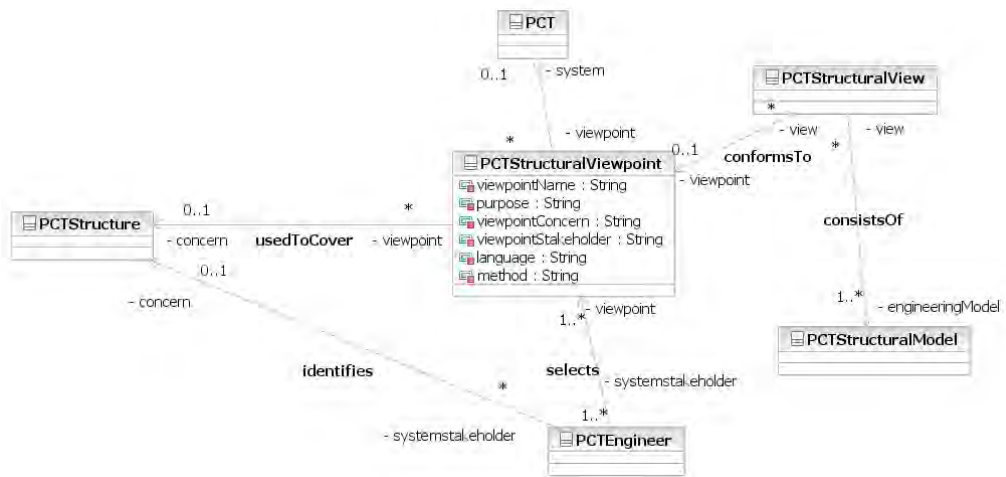 PCT
0..1
- system
PCTStructuralView
*
- view
- view
*
- viewpoint
*
0..1
conformsTo
- viewpoint
PCTStructuralViewpoint
viewpointName : String
purpose : String
viewpointConcern : String
viewpointStakeholder : String
language : String
method : String
PCTStructure
0..1
*
- concern
usedToCover
- viewpoint
consistsOf
0..1
- concern
1..*
- engineeringModel
PCTStructuralModel
- viewpoint
1..*
identifies
selects
*
- systemstakeholder
- systemstakeholder
1..*
PCTEngineer